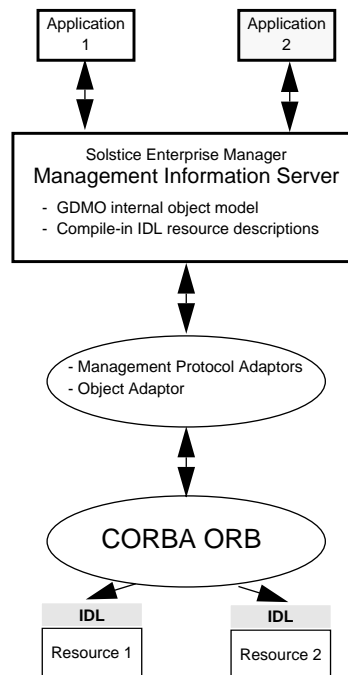 Application
1
Application
2
Solstice Enterprise Manager
Management Information Server
- GDMO internal object model
- Compile-in IDL resource descriptions
- Management Protocol Adaptors
- Object Adaptor
CORBA ORB
IDL
Resource 1
IDL
Resource 2